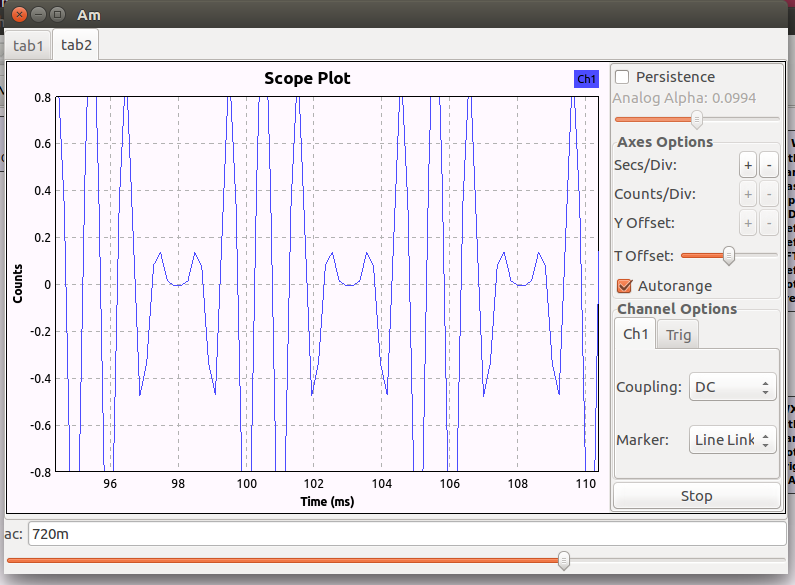 Am
tab1 tab2
Scope Plot
Ch1
0.8
0.6
0.4
0.2
0
-0.2
-0.4
-0.6
-0.8
Counts
96 98 100 102 104 106 108 110
Time (ms)
Persistence
Analog Alpha: 0.0994
Axes Options
Secs/Div: + -
Counts/Div: + -
Y Offset: + -
T Offset:
Autorange
Channel Options
Ch1 Trig
Coupling: DC
Marker: Line Link
Stop
ac: 720m